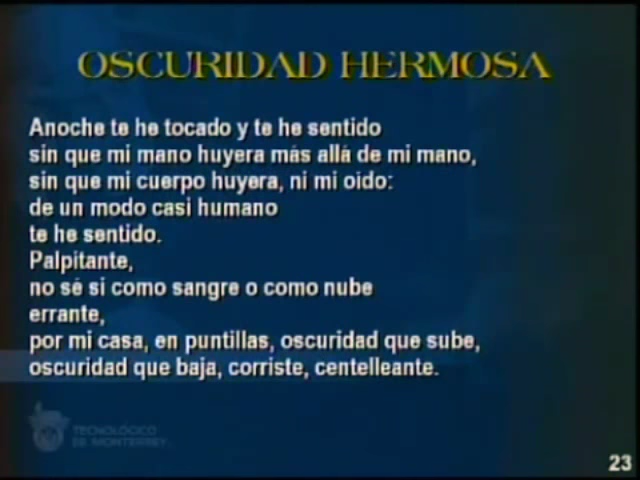 OSCURIDAD HERMOSA
Anoche te he tocado y te he sentido
sin que mi mano huyera más allá de mi mano,
sin que mi cuerpo huyera, ni mi oído:
de un modo casi humano
te he sentido.
Palpitante,
no sé si como sangre o como nube
errante,
por mi casa, en puntillas, oscuridad que sube,
oscuridad que baja, corriste, centelleante.
TECNOLÓGICO
DE MONTERREY
23